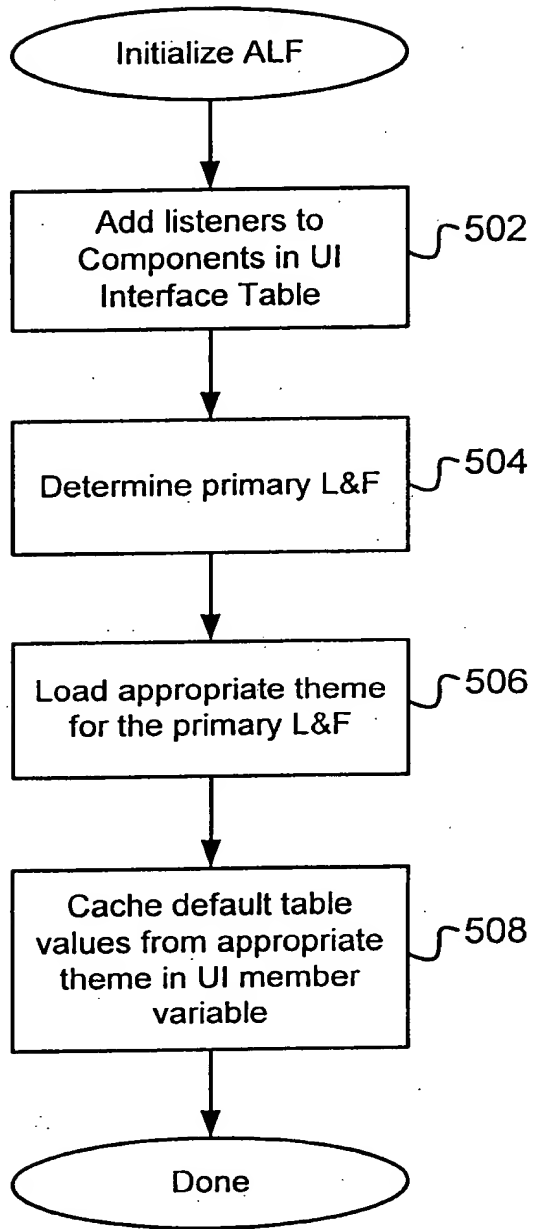 Initialize ALF
Add listeners to
Components in UI
Interface Table
502
Determine primary L&F
504
Load appropriate theme
for the primary L&F
506
Cache default table
values from appropriate
theme in UI member
variable
508
Done